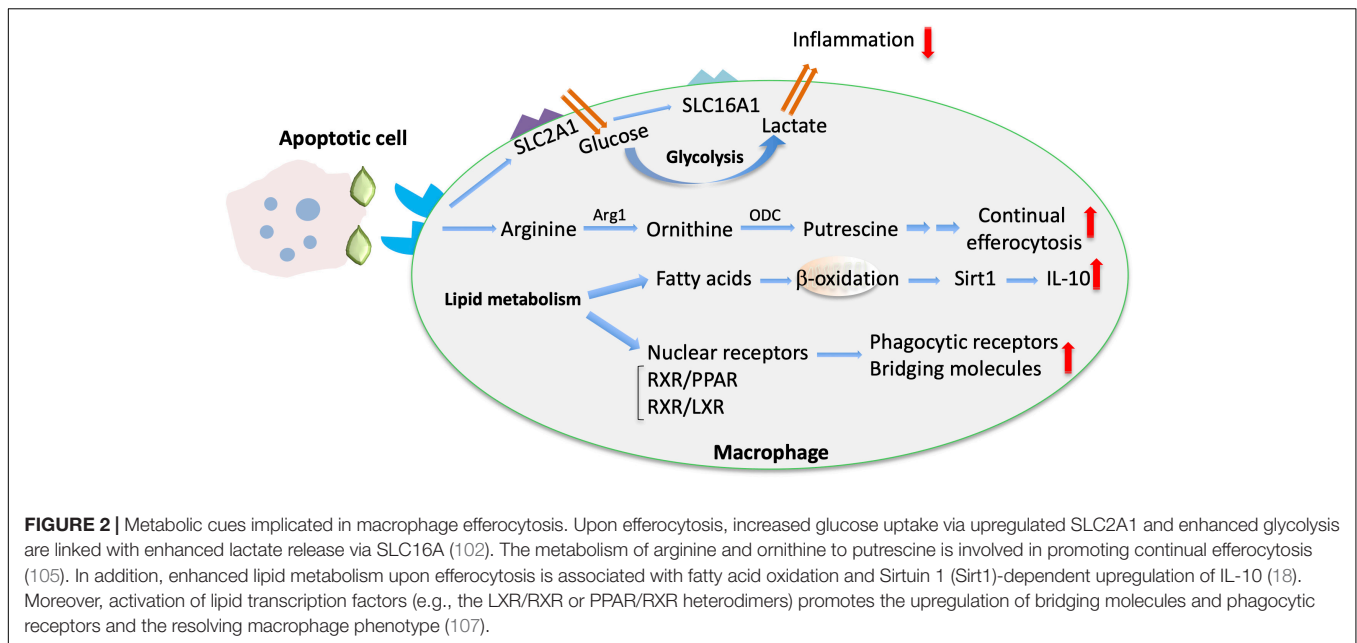 Inflammation
SLC16A1
SLC2A1
Glucose
Lactate
Apoptotic cell
Glycolysis
Arginine
Arg1
Ornithine
ODC
Putrescine
Continual
efferocytosis
Fatty acids
β-oxidation
Sirt1
IL-10
Lipid metabolism
Nuclear receptors
RXR/PPAR
RXR/LXR
Phagocytic receptors
Bridging molecules
Macrophage
FIGURE 2 | Metabolic cues implicated in macrophage efferocytosis. Upon efferocytosis, increased glucose uptake via upregulated SLC2A1 and enhanced glycolysis
are linked with enhanced lactate release via SLC16A (102). The metabolism of arginine and ornithine to putrescine is involved in promoting continual efferocytosis
(105). In addition, enhanced lipid metabolism upon efferocytosis is associated with fatty acid oxidation and Sirtuin 1 (Sirt1)-dependent upregulation of IL-10 (18).
Moreover, activation of lipid transcription factors (e.g., the LXR/RXR or PPAR/RXR heterodimers) promotes the upregulation of bridging molecules and phagocytic
receptors and the resolving macrophage phenotype (107).